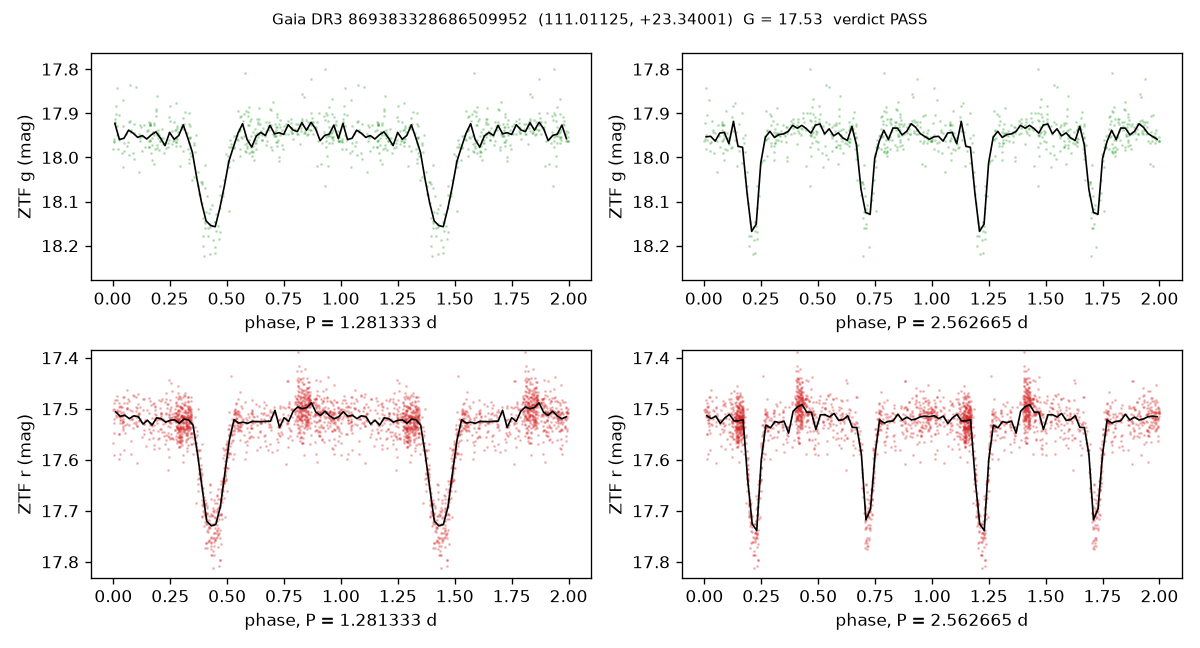 Gaia DR3 869383328686509952 (111.01125, +23.34001) G = 17.53 verdict PASS
ZTF g (mag)
17.8
17.9
18.0
18.1
18.2
0.00 0.25 0.50 0.75 1.00 1.25 1.50 1.75 2.00
phase, P = 1.281333 d
ZTF g (mag)
17.8
17.9
18.0
18.1
18.2
0.00 0.25 0.50 0.75 1.00 1.25 1.50 1.75 2.00
phase, P = 2.562665 d
ZTF r (mag)
17.4
17.5
17.6
17.7
17.8
0.00 0.25 0.50 0.75 1.00 1.25 1.50 1.75 2.00
phase, P = 1.281333 d
ZTF r (mag)
17.4
17.5
17.6
17.7
17.8
0.00 0.25 0.50 0.75 1.00 1.25 1.50 1.75 2.00
phase, P = 2.562665 d